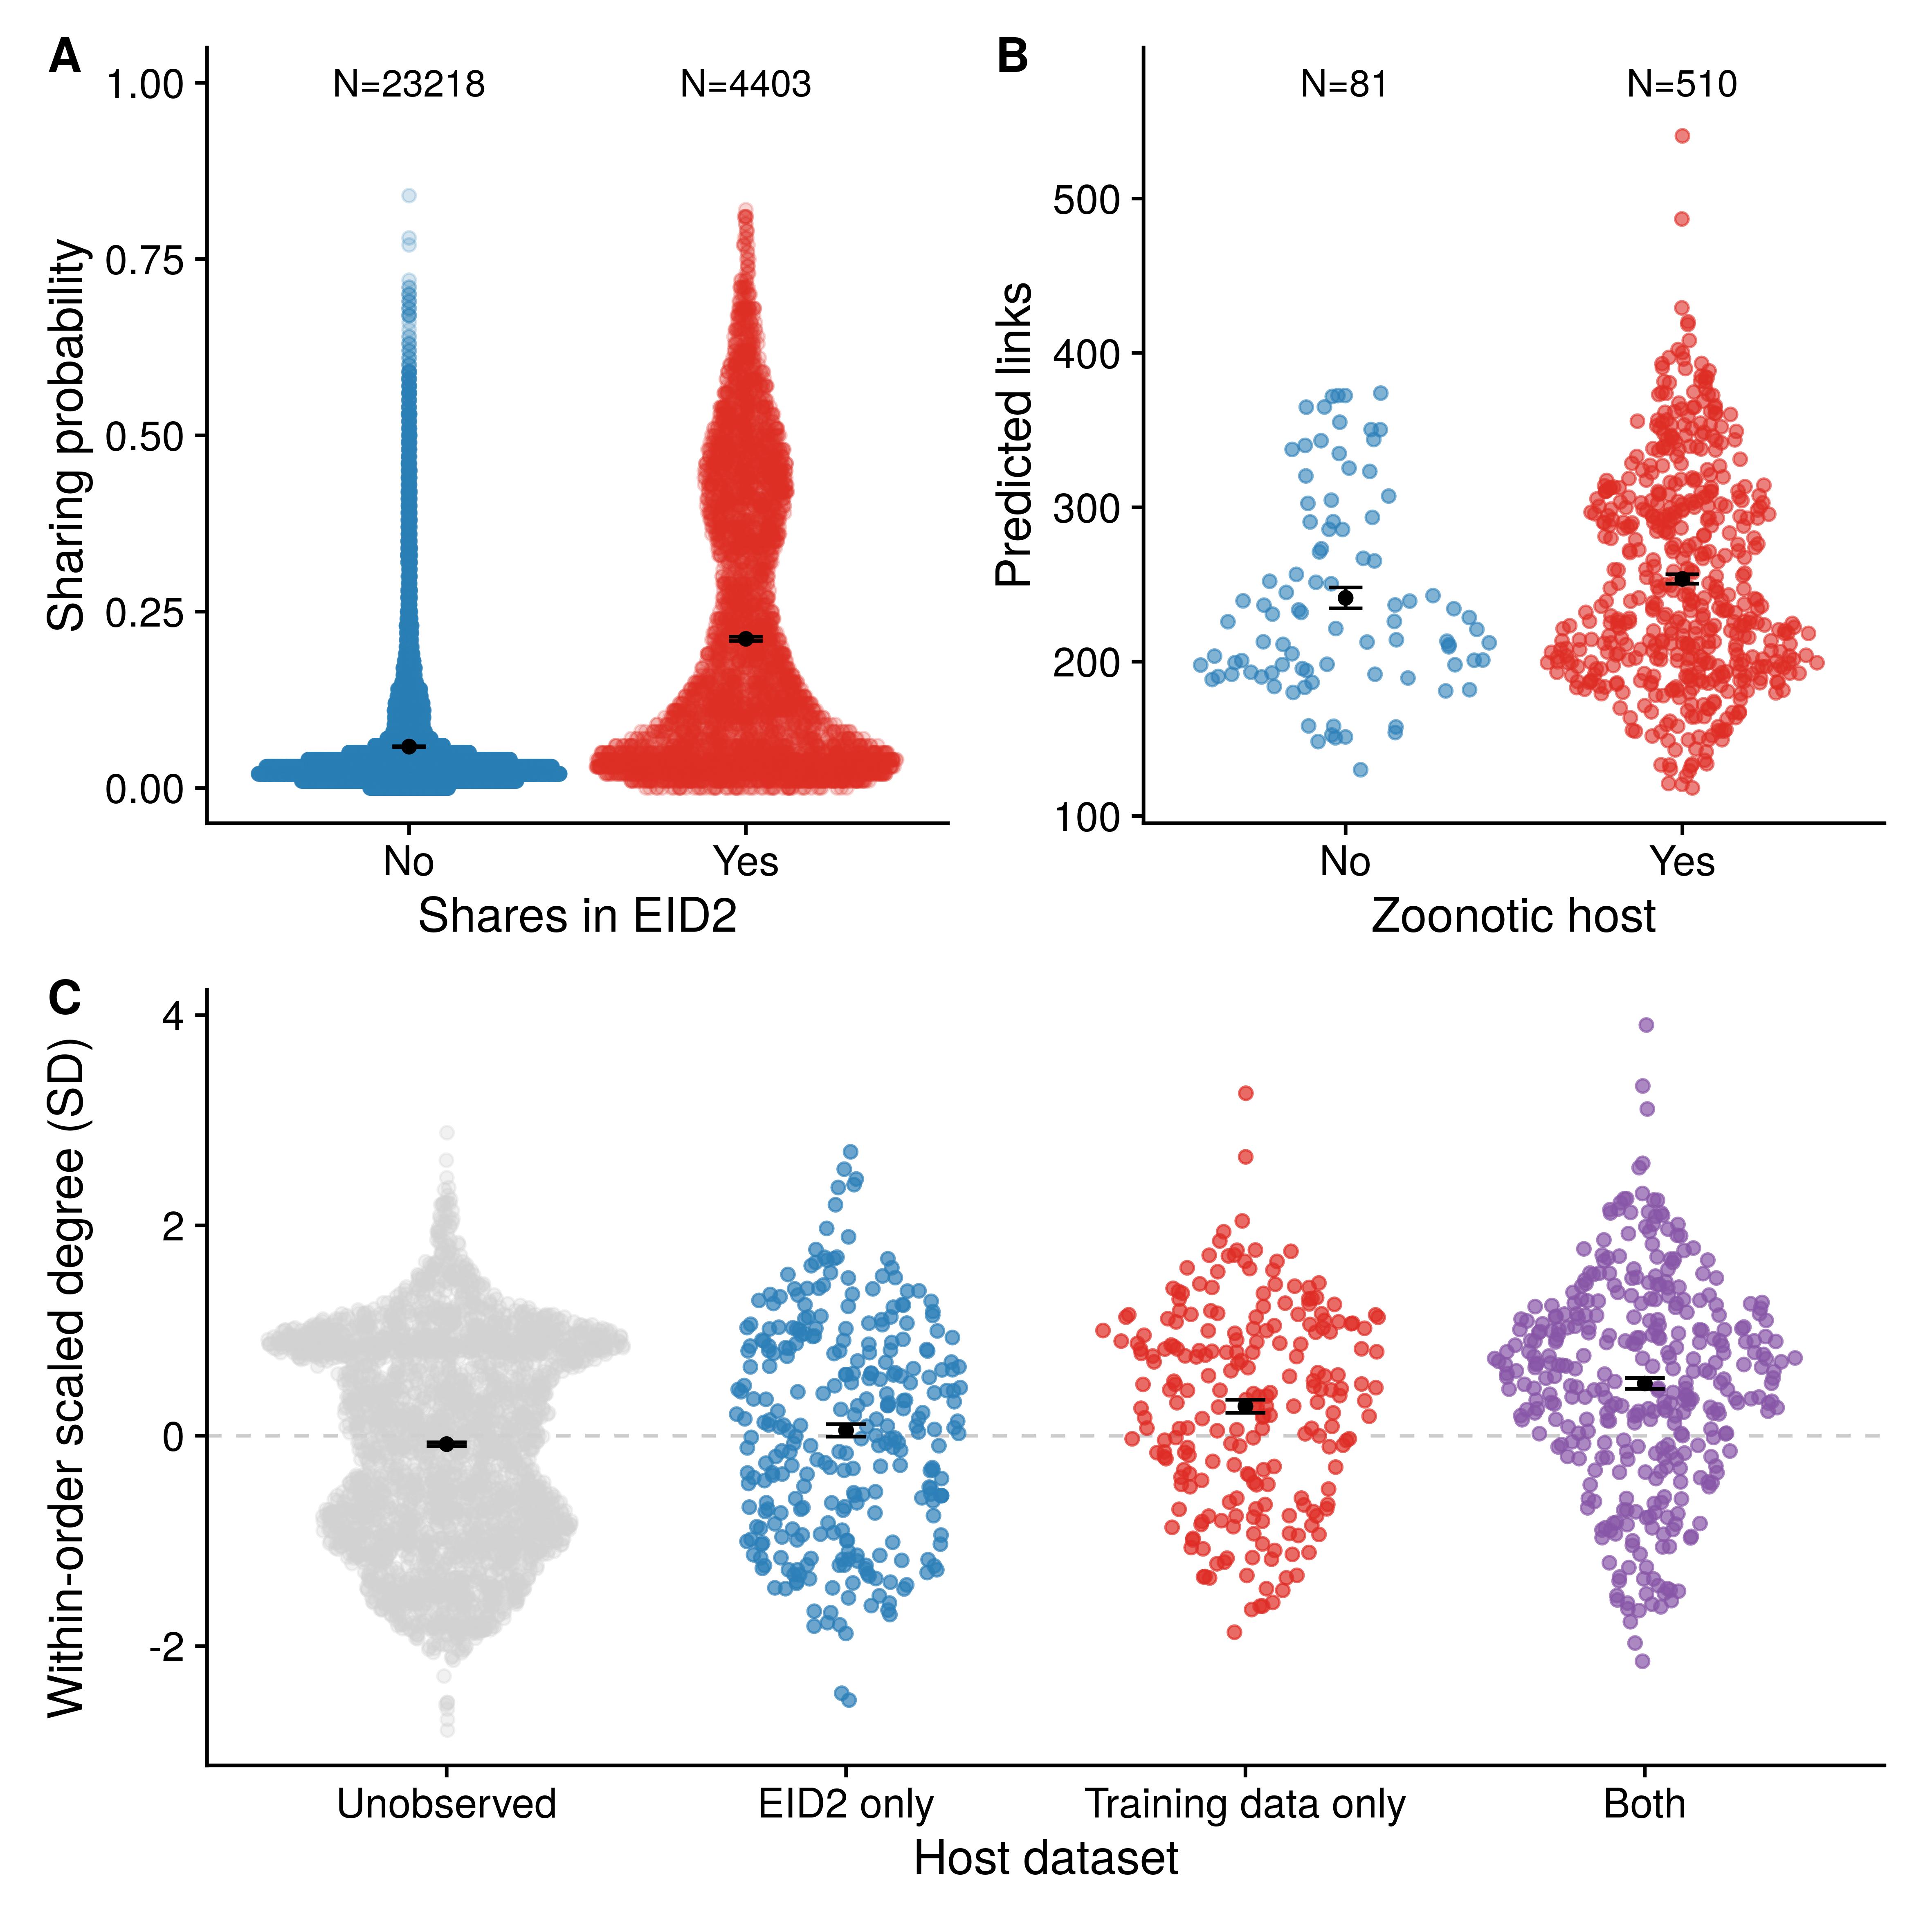 A
B
N=23218
N=4403
N=81
N=510
1.00
0.75
0.50
0.25
0.00
Sharing probability
No
Yes
Shares in EID2
500
400
300
200
100
Predicted links
No
Yes
Zoonotic host
C
4
2
0
-2
Within-order scaled degree (SD)
Unobserved
EID2 only
Training data only
Both
Host dataset